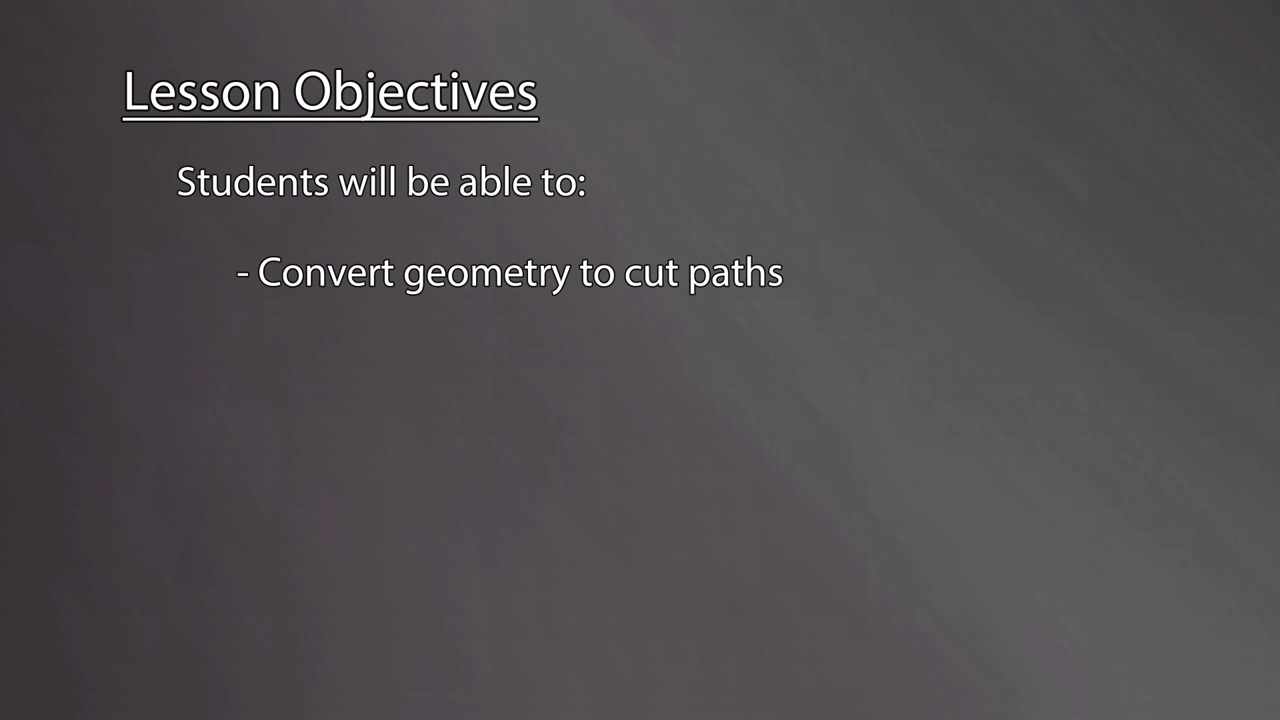 Lesson Objectives
Students will be able to:
- Convert geometry to cut paths